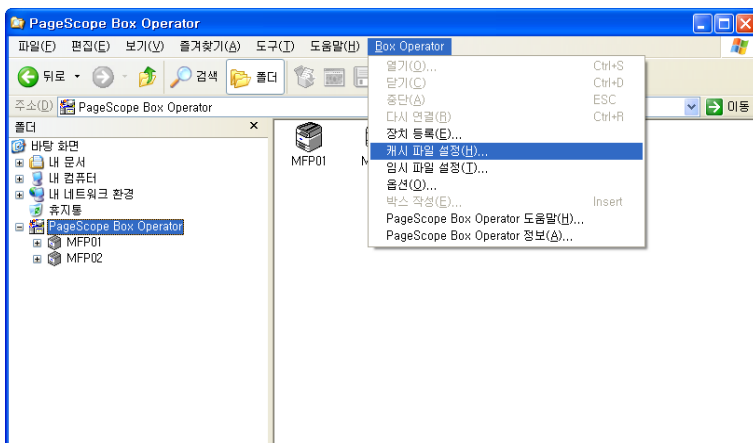 PageScope Box Operator
파일(F) 편집(E) 보기(V) 즐겨찾기(A) 도구(T) 도움말(H) Box Operator
뒤로 검색 폴더
주소(D) PageScope Box Operator 이동
폴더 ×
바탕 화면
내 문서
내 컴퓨터
내 네트워크 환경
휴지통
PageScope Box Operator
MFP01
MFP02
MFP01
열기(O)... Ctrl+S
닫기(C) Ctrl+D
중단(A) ESC
다시 연결(R) Ctrl+R
장치 등록(E)...
캐시 파일 설정(H)...
임시 파일 설정(T)...
옵션(O)...
박스 작성(E)... Insert
PageScope Box Operator 도움말(H)...
PageScope Box Operator 정보(A)...